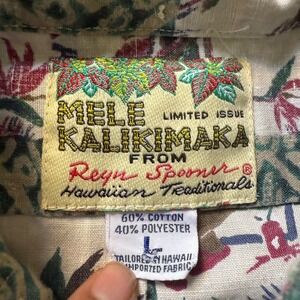 MELE LIMITED ISSUE
KALIKIMAKA
FROM
Reyn Spooner®
Hawaiian Traditionals
60% COTTON
40% POLYESTER
L
TAILORED IN HAWAII
IMPORTED FABRIC